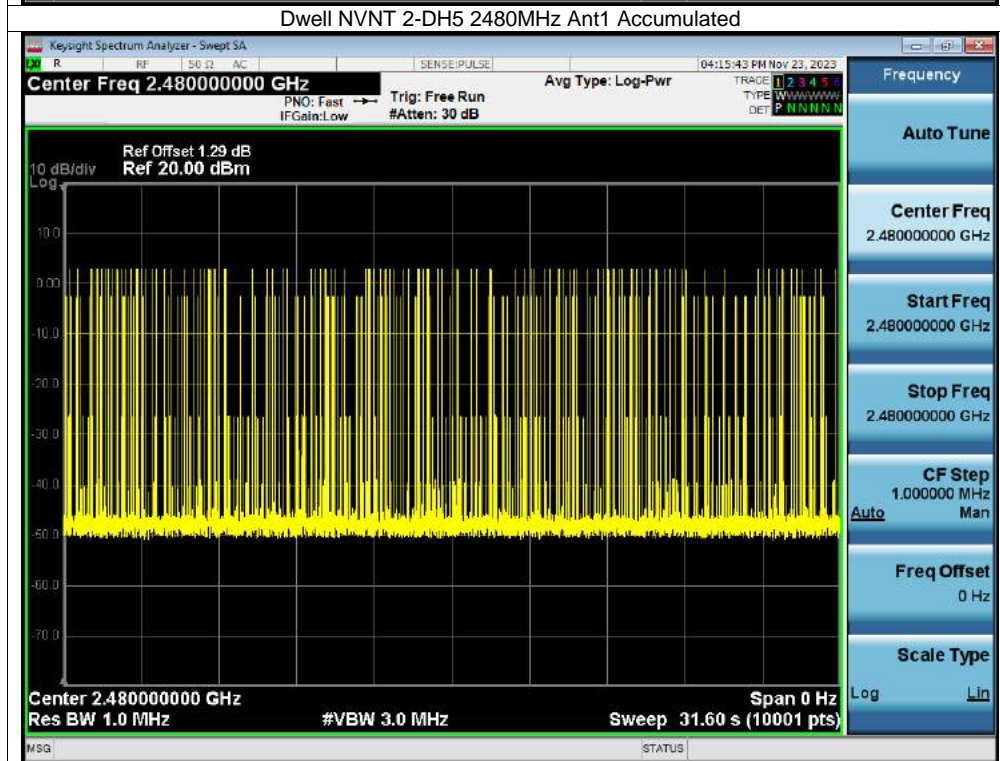 Dwell NVNT 2-DH5 2480MHz Ant1 Accumulated
Keysight Spectrum Analyzer - Swept SA
R RF 50 Ω AC SENSE:PULSE 04:15:43 PM Nov 23, 2023
Center Freq 2.480000000 GHz
PNO: Fast
IFGain:Low
Trig: Free Run
#Atten: 30 dB
Avg Type: Log-Pwr
TRACE 1 2 3 4 5 6
TYPE WWWWWW
DET P N N N N N
Ref Offset 1.29 dB
10 dB/div Ref 20.00 dBm
Log
10.0
0.00
-10.0
-20.0
-30.0
-40.0
-50.0
-60.0
-70.0
Center 2.480000000 GHz Span 0 Hz
Res BW 1.0 MHz #VBW 3.0 MHz Sweep 31.60 s (10001 pts)
MSG STATUS
Frequency
Auto Tune
Center Freq
2.480000000 GHz
Start Freq
2.480000000 GHz
Stop Freq
2.480000000 GHz
CF Step
1.000000 MHz
Auto Man
Freq Offset
0 Hz
Scale Type
Log Lin